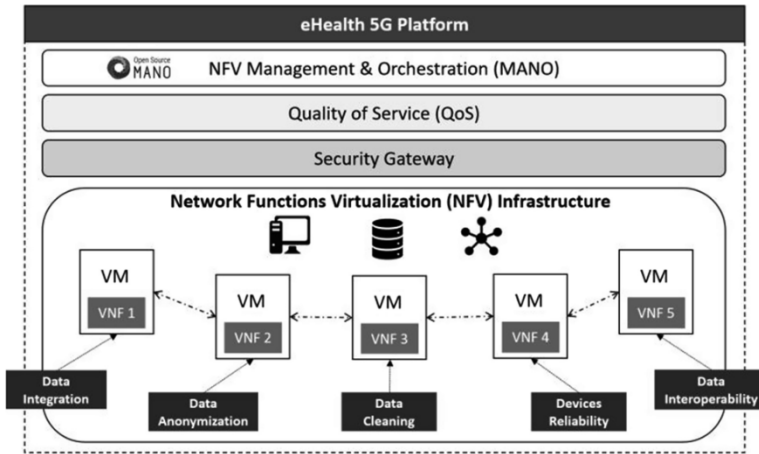 eHealth 5G Platform
Open Source
MANO
NFV Management & Orchestration (MANO)
Quality of Service (QoS)
Security Gateway
Network Functions Virtualization (NFV) Infrastructure
VM
VNF 1
VM
VNF 2
VM
VNF 3
VM
VNF 4
VM
VNF 5
Data
Integration
Data
Anonymization
Data
Cleaning
Devices
Reliability
Data
Interoperability